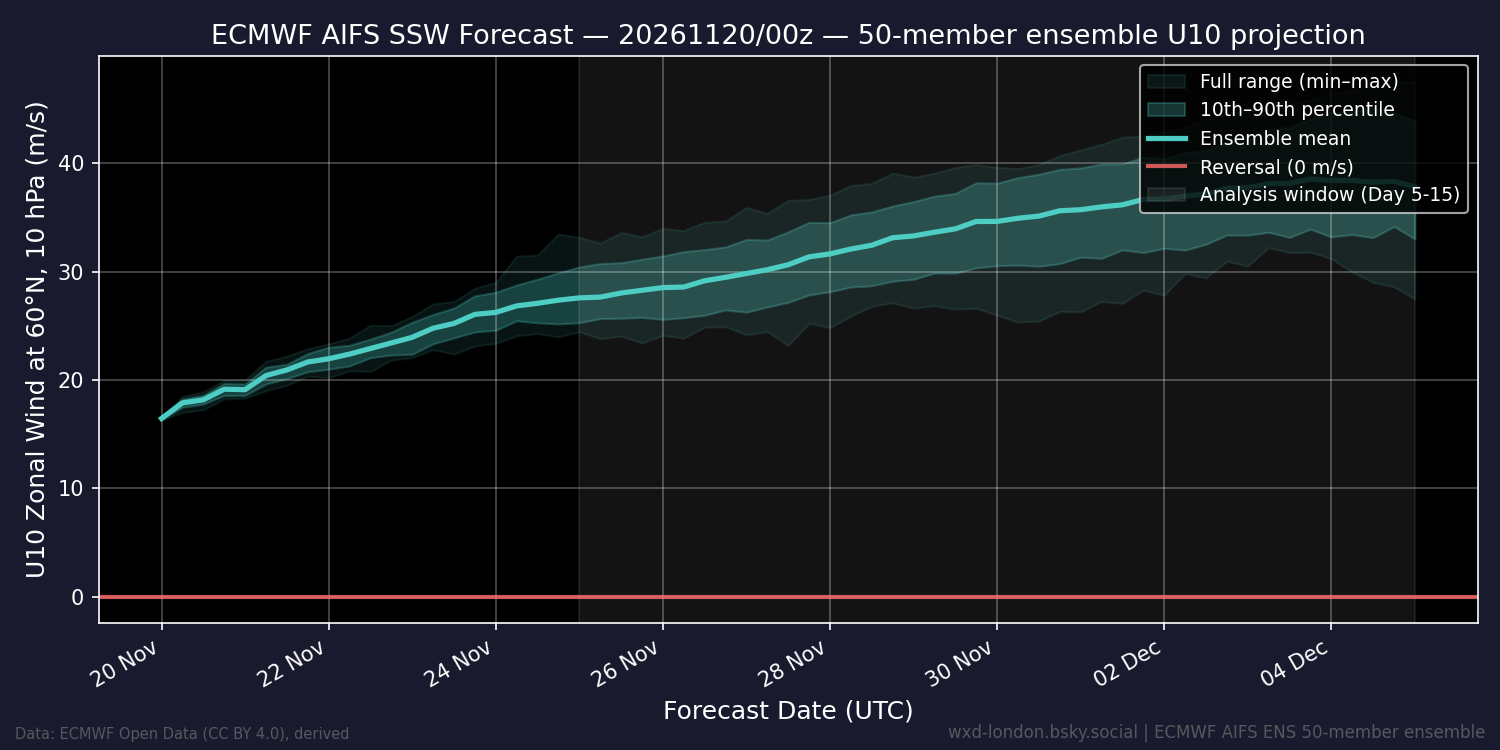 ECMWF AIFS SSW Forecast — 20261120/00z — 50-member ensemble U10 projection
U10 Zonal Wind at 60°N, 10 hPa (m/s)
40
30
20
10
0
Full range (min–max)
10th–90th percentile
Ensemble mean
Reversal (0 m/s)
Analysis window (Day 5-15)
20 Nov
22 Nov
24 Nov
26 Nov
28 Nov
30 Nov
02 Dec
04 Dec
Forecast Date (UTC)
Data: ECMWF Open Data (CC BY 4.0), derived
wxd-london.bsky.social | ECMWF AIFS ENS 50-member ensemble